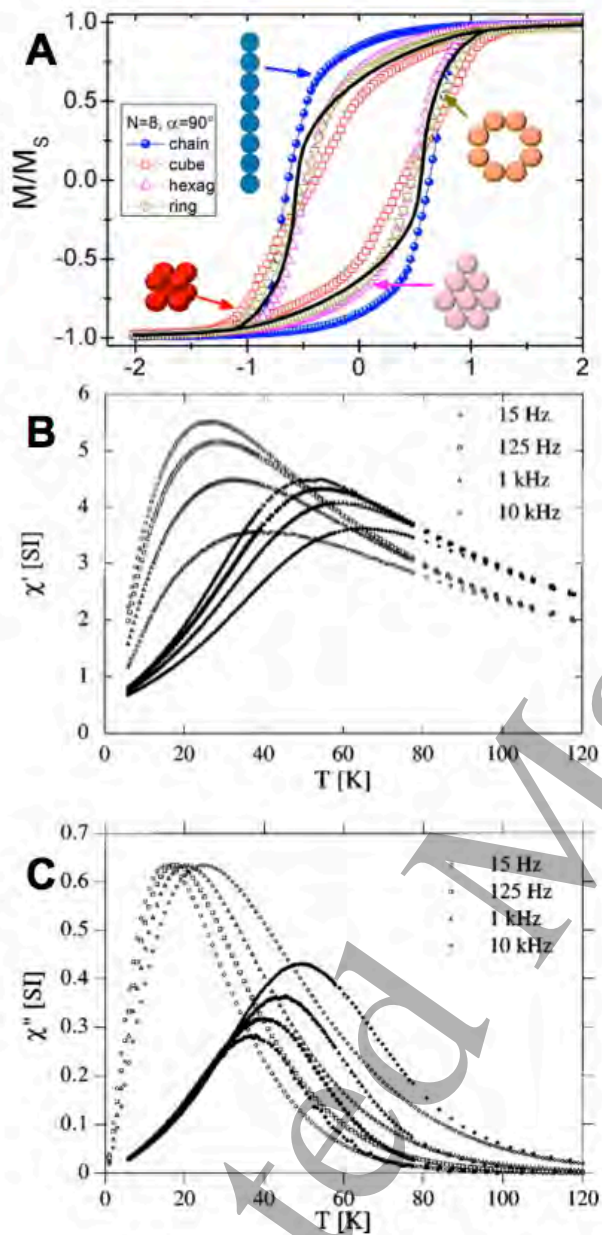 A
M/M_S
1.0
0.5
0.0
-0.5
-1.0
N=8, α=90°
chain
cube
hexag
ring
-2
-1
0
1
2
B
χ' [SI]
6
5
4
3
2
1
0
15 Hz
125 Hz
1 kHz
10 kHz
0
20
40
60
80
100
120
T [K]
C
χ" [SI]
0.7
0.6
0.5
0.4
0.3
0.2
0.1
0
15 Hz
125 Hz
1 kHz
10 kHz
0
20
40
60
80
100
120
T [K]